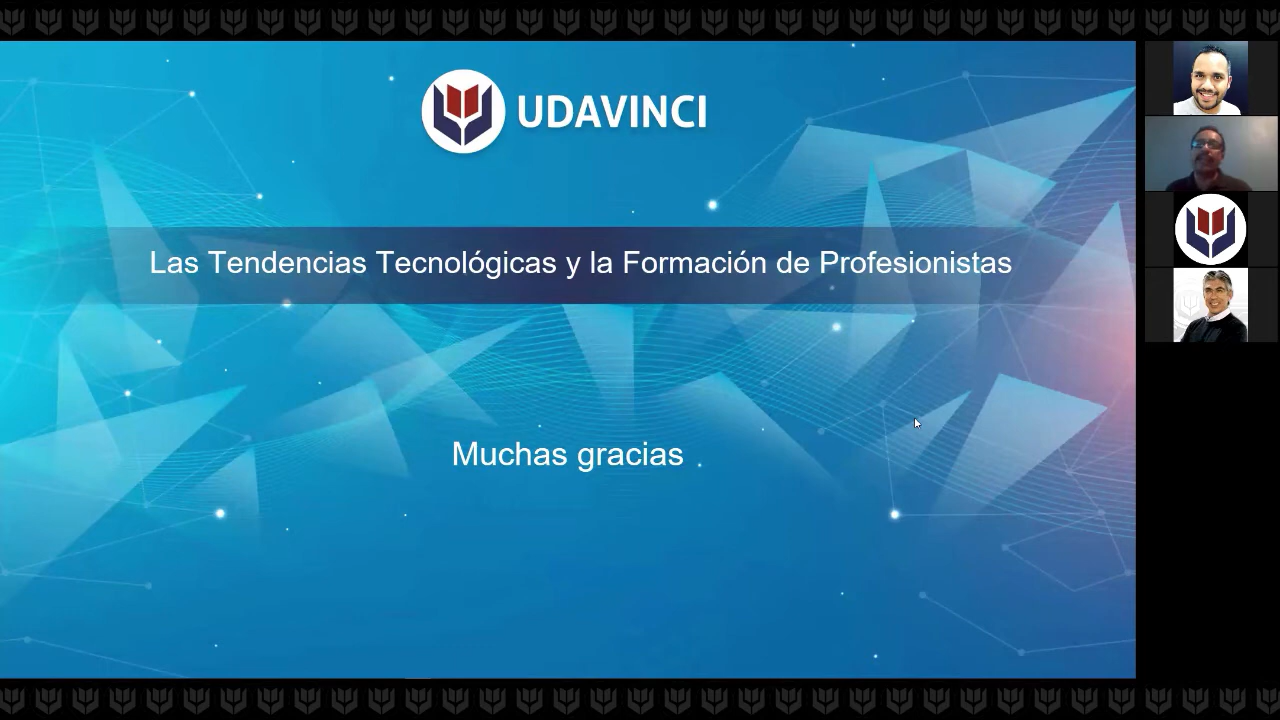 UDAVINCI
Las Tendencias Tecnológicas y la Formación de Profesionistas
Muchas gracias